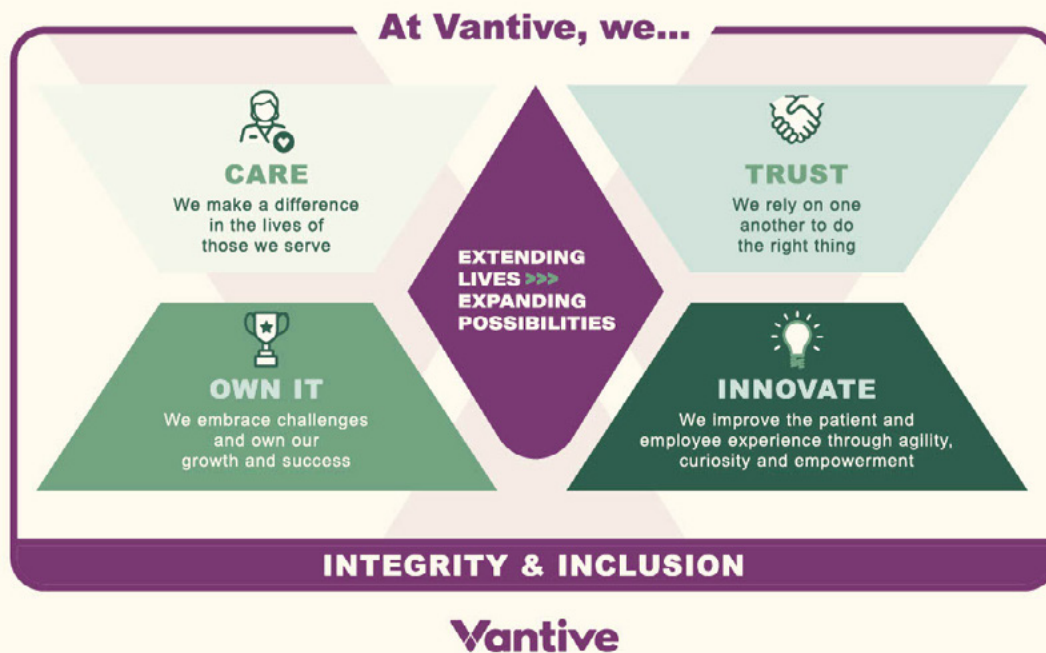 At Vantive, we...
CARE
We make a difference
in the lives of
those we serve
TRUST
We rely on one
another to do
the right thing
EXTENDING
LIVES >>>
EXPANDING
POSSIBILITIES
OWN IT
We embrace challenges
and own our
growth and success
INNOVATE
We improve the patient and
employee experience through agility,
curiosity and empowerment
INTEGRITY & INCLUSION
Vantive